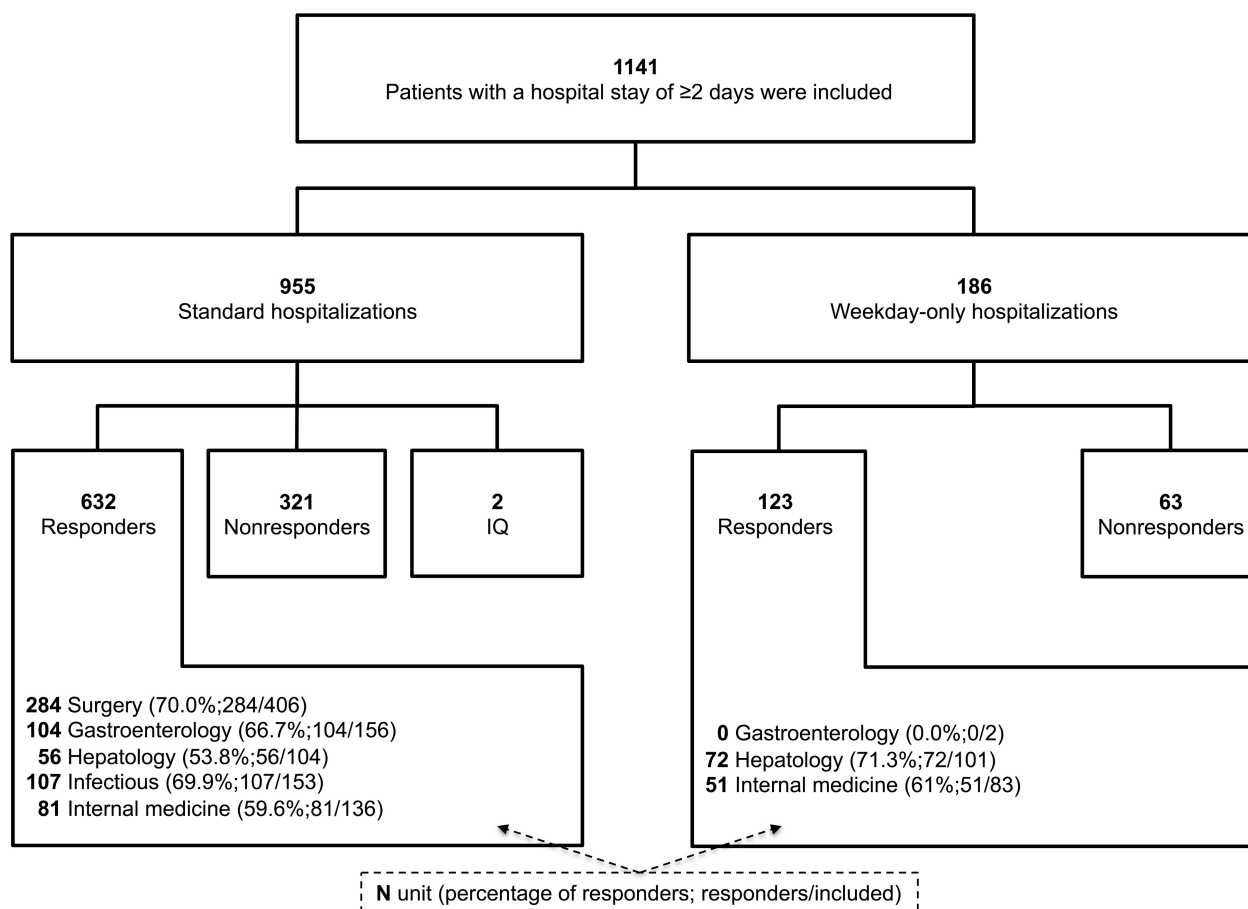 1141
Patients with a hospital stay of ≥2 days were included
955
Standard hospitalizations
186
Weekday-only hospitalizations
632
Responders
321
Nonresponders
2
IQ
123
Responders
63
Nonresponders
284 Surgery (70.0%;284/406)
104 Gastroenterology (66.7%;104/156)
56 Hepatology (53.8%;56/104)
107 Infectious (69.9%;107/153)
81 Internal medicine (59.6%;81/136)
0 Gastroenterology (0.0%;0/2)
72 Hepatology (71.3%;72/101)
51 Internal medicine (61%;51/83)
N unit (percentage of responders; responders/included)